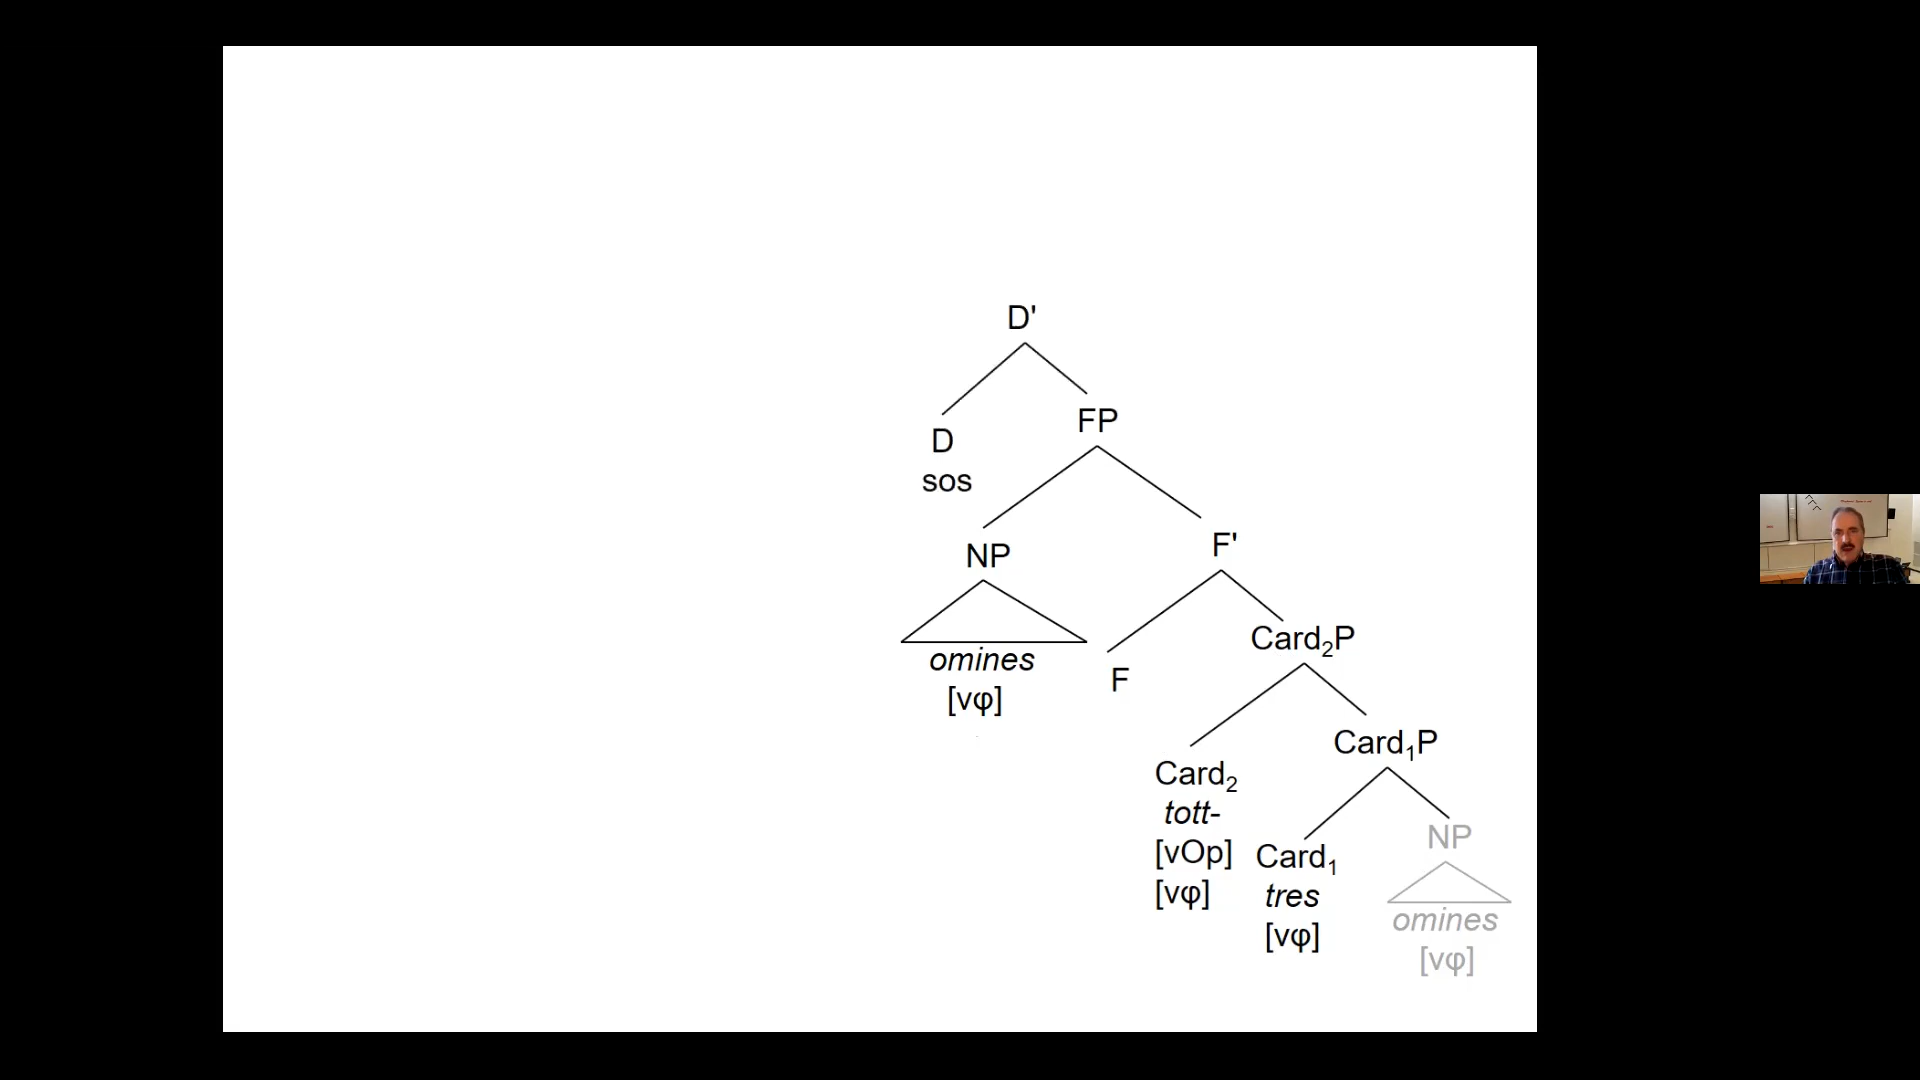 D'
D
FP
sos
NP
F'
omines
[vφ]
F
Card₂P
Card₂
Card₁P
tott-
[vOp]
[vφ]
Card₁
tres
[vφ]
NP
omines
[vφ]